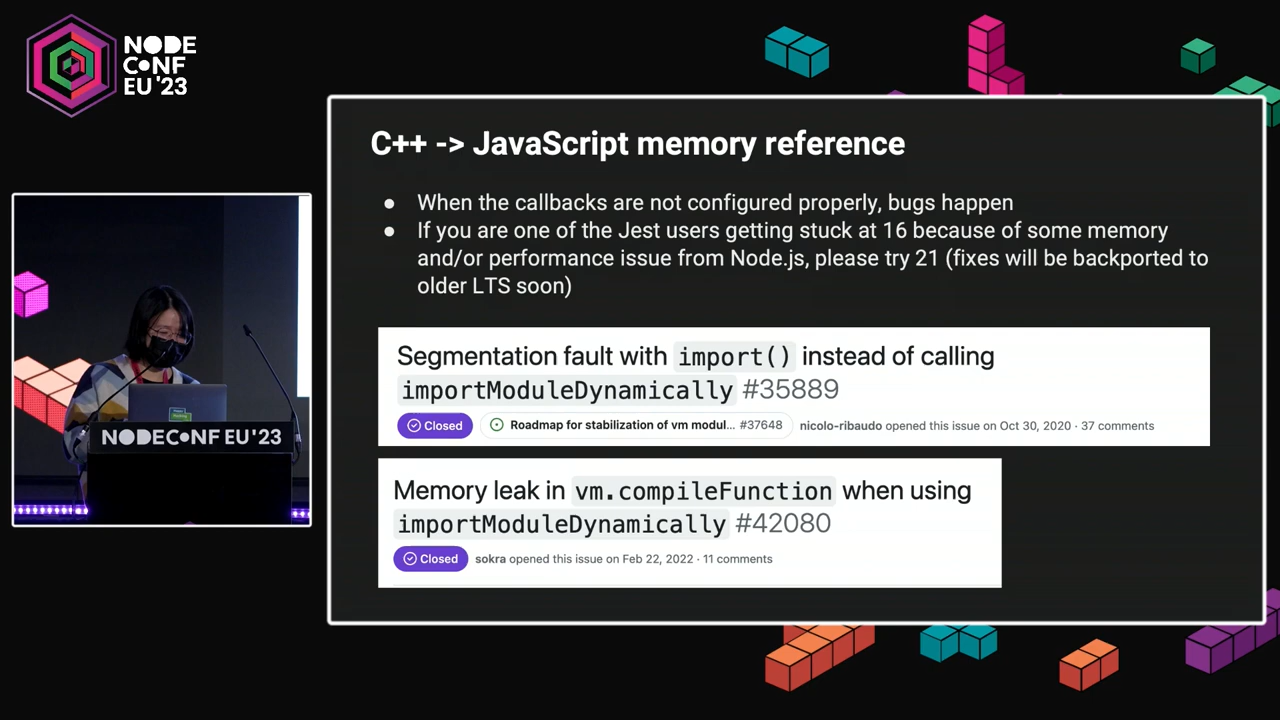 NODE
CONF
EU '23
C++ -> JavaScript memory reference
● When the callbacks are not configured properly, bugs happen
● If you are one of the Jest users getting stuck at 16 because of some memory
and/or performance issue from Node.js, please try 21 (fixes will be backported to
older LTS soon)
Segmentation fault with import() instead of calling
importModuleDynamically #35889
Closed Roadmap for stabilization of vm modul... #37648 nicolo-ribaudo opened this issue on Oct 30, 2020 · 37 comments
Memory leak in vm.compileFunction when using
importModuleDynamically #42080
Closed sokra opened this issue on Feb 22, 2022 · 11 comments
NODECONF EU '23